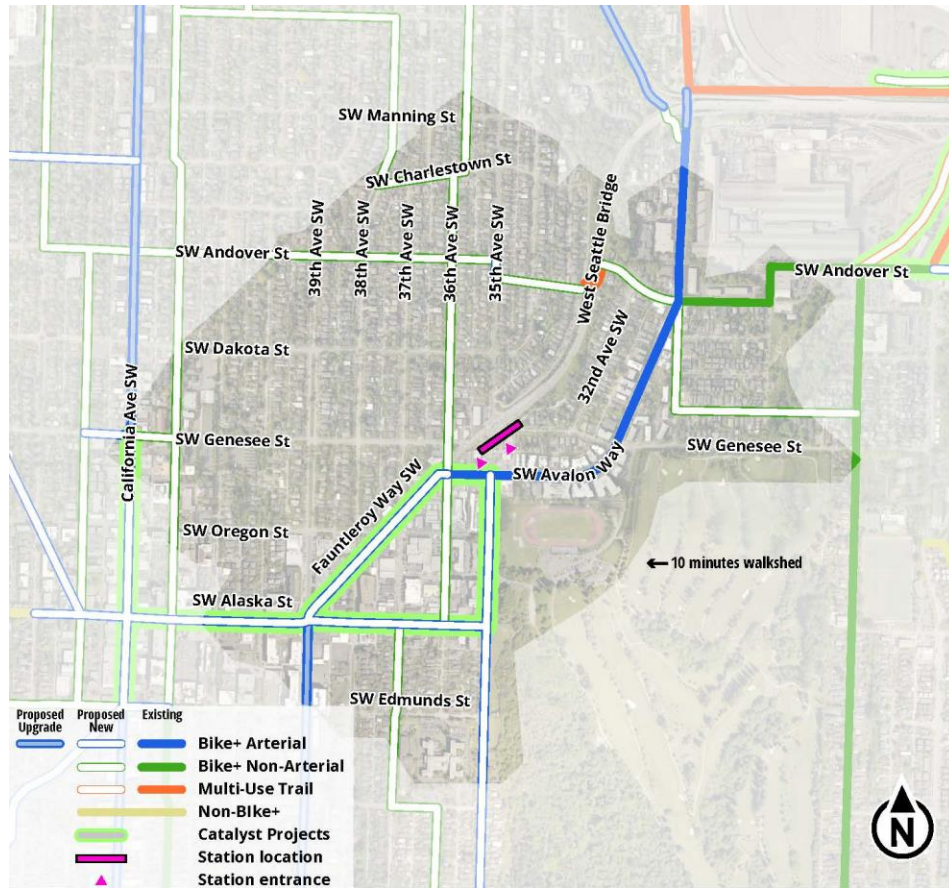 SW Manning St
SW Charlestown St
West Seattle Bridge
39th Ave SW
38th Ave SW
37th Ave SW
36th Ave SW
35th Ave SW
SW Andover St
SW Andover St
32nd Ave SW
SW Dakota St
California Ave SW
SW Genesee St
SW Genesee St
SW Avalon Way
Fauntleroy Way SW
SW Oregon St
← 10 minutes walkshed
SW Alaska St
SW Edmunds St
Proposed Upgrade
Proposed New
Existing
Bike+ Arterial
Bike+ Non-Arterial
Multi-Use Trail
Non-BIke+
Catalyst Projects
Station location
Station entrance
N